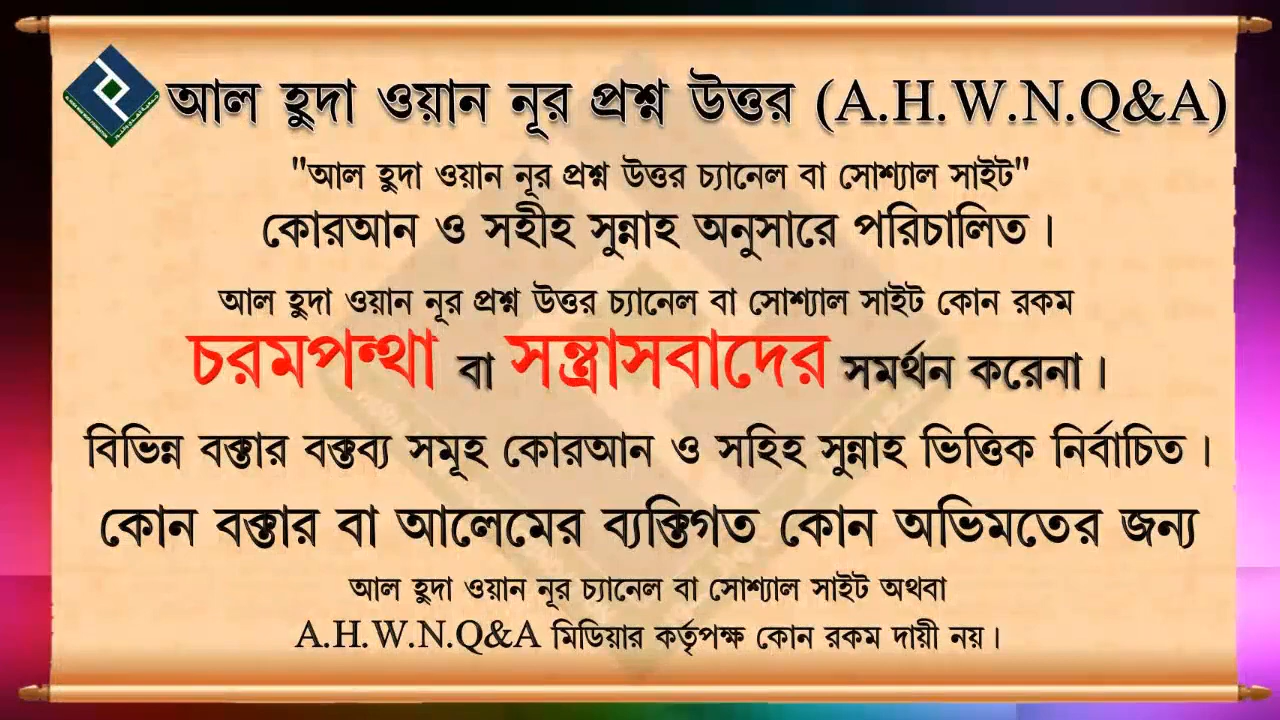 আল হুদা ওয়ান নূর প্রশ্ন উত্তর (A.H.W.N.Q&A)
"আল হুদা ওয়ান নূর প্রশ্ন উত্তর চ্যানেল বা সোশ্যাল সাইট"
কোরআন ও সহীহ সুন্নাহ অনুসারে পরিচালিত।
আল হুদা ওয়ান নূর প্রশ্ন উত্তর চ্যানেল বা সোশ্যাল সাইট কোন রকম
চরমপন্থা বা সন্ত্রাসবাদের সমর্থন করেনা।
বিভিন্ন বক্তার বক্তব্য সমূহ কোরআন ও সহিহ সুন্নাহ ভিত্তিক নির্বাচিত।
কোন বক্তার বা আলেমের ব্যক্তিগত কোন অভিমতের জন্য
আল হুদা ওয়ান নূর চ্যানেল বা সোশ্যাল সাইট অথবা
A.H.W.N.Q&A মিডিয়ার কর্তৃপক্ষ কোন রকম দায়ী নয়।